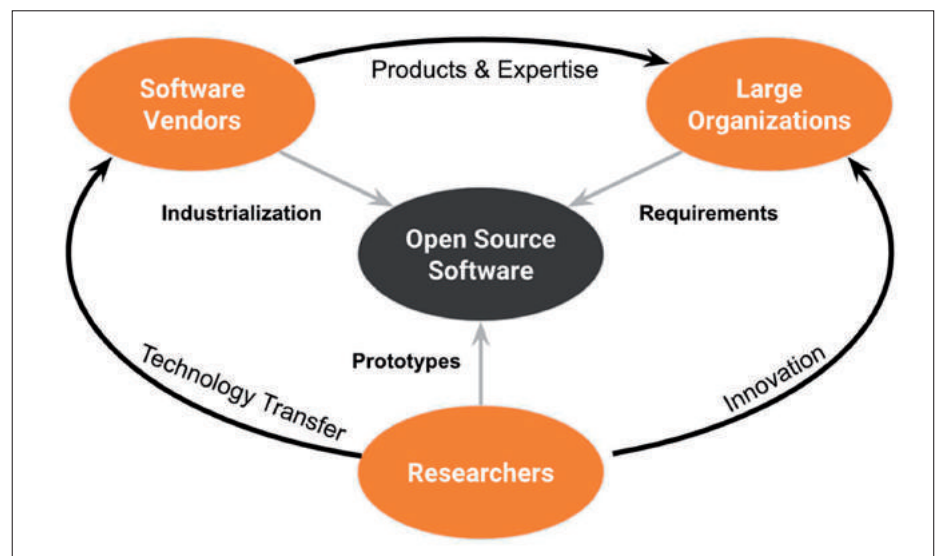 Products & Expertise
Software
Vendors
Large
Organizations
Industrialization
Requirements
Open Source
Software
Prototypes
Technology Transfer
Innovation
Researchers